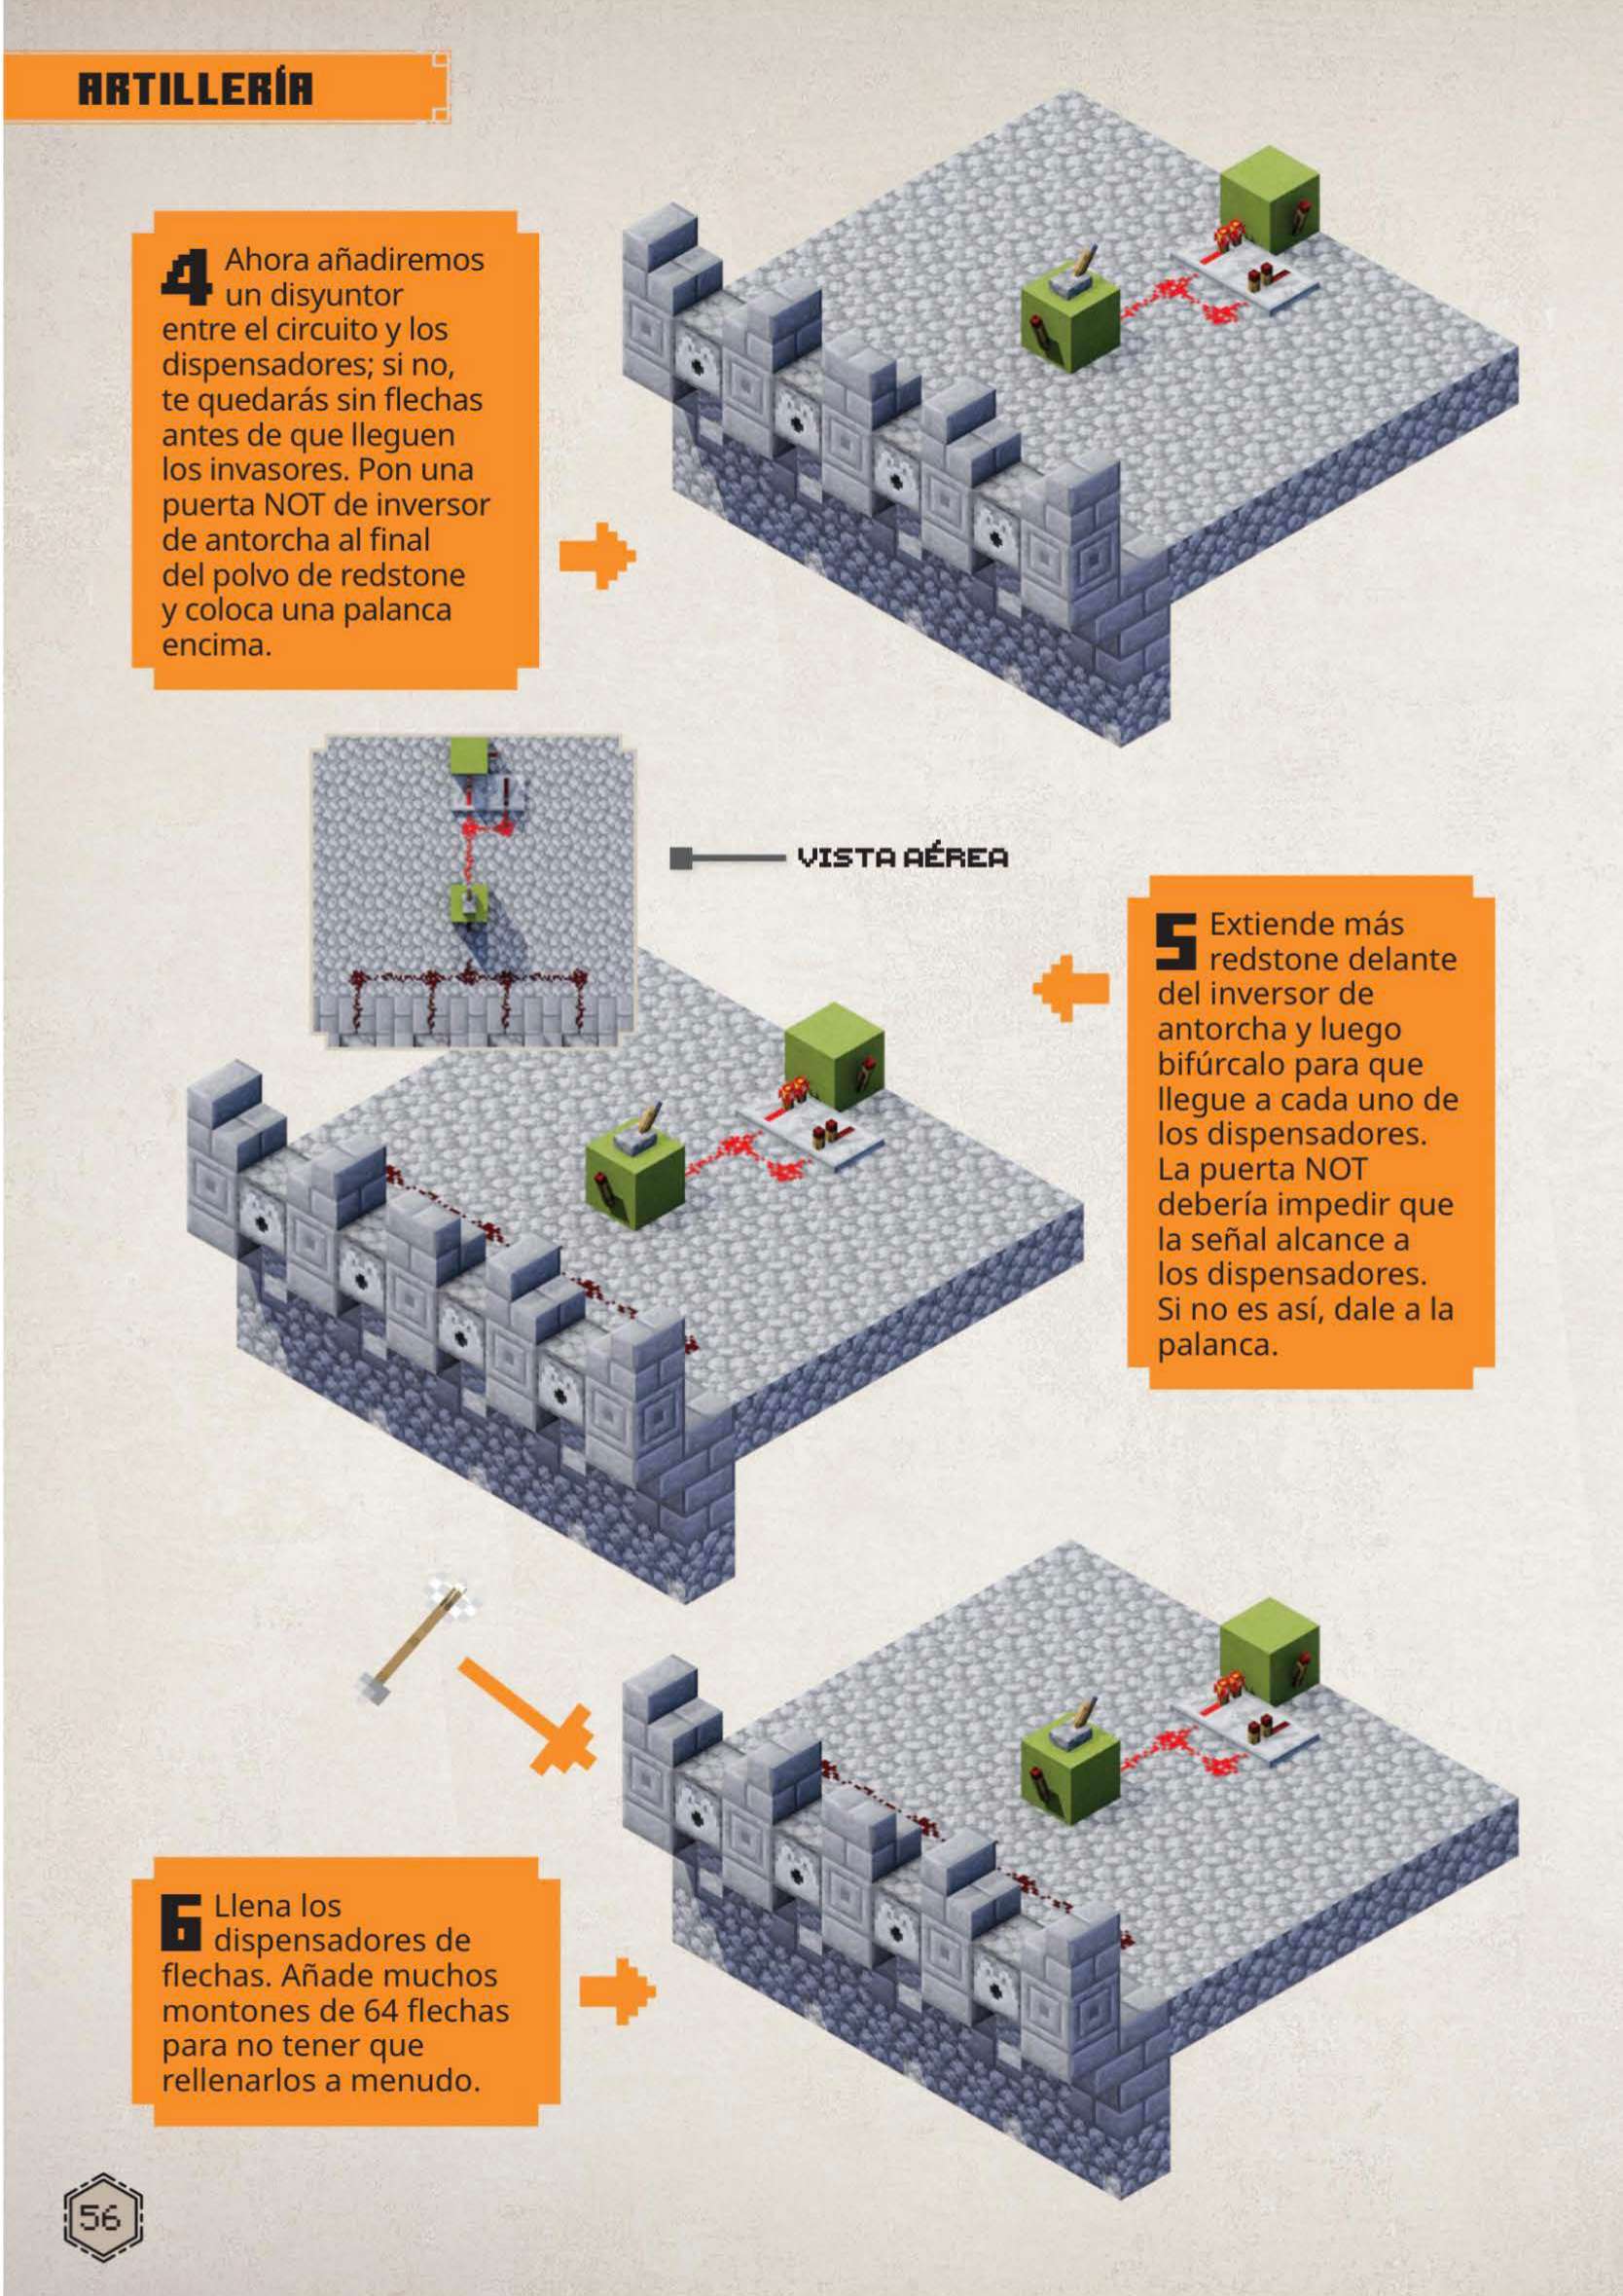 ARTILLERÍA
4 Ahora añadiremos
un disyuntor
entre el circuito y los
dispensadores; si no,
te quedarás sin flechas
antes de que lleguen
los invasores. Pon una
puerta NOT de inversor
de antorcha al final
del polvo de redstone
y coloca una palanca
encima.
VISTA AÉREA
5 Extiende más
redstone delante
del inversor de
antorcha y luego
bifúrcalo para que
llegue a cada uno de
los dispensadores.
La puerta NOT
debería impedir que
la señal alcance a
los dispensadores.
Si no es así, dale a la
palanca.
6 Llena los
dispensadores de
flechas. Añade muchos
montones de 64 flechas
para no tener que
rellenarlos a menudo.
56